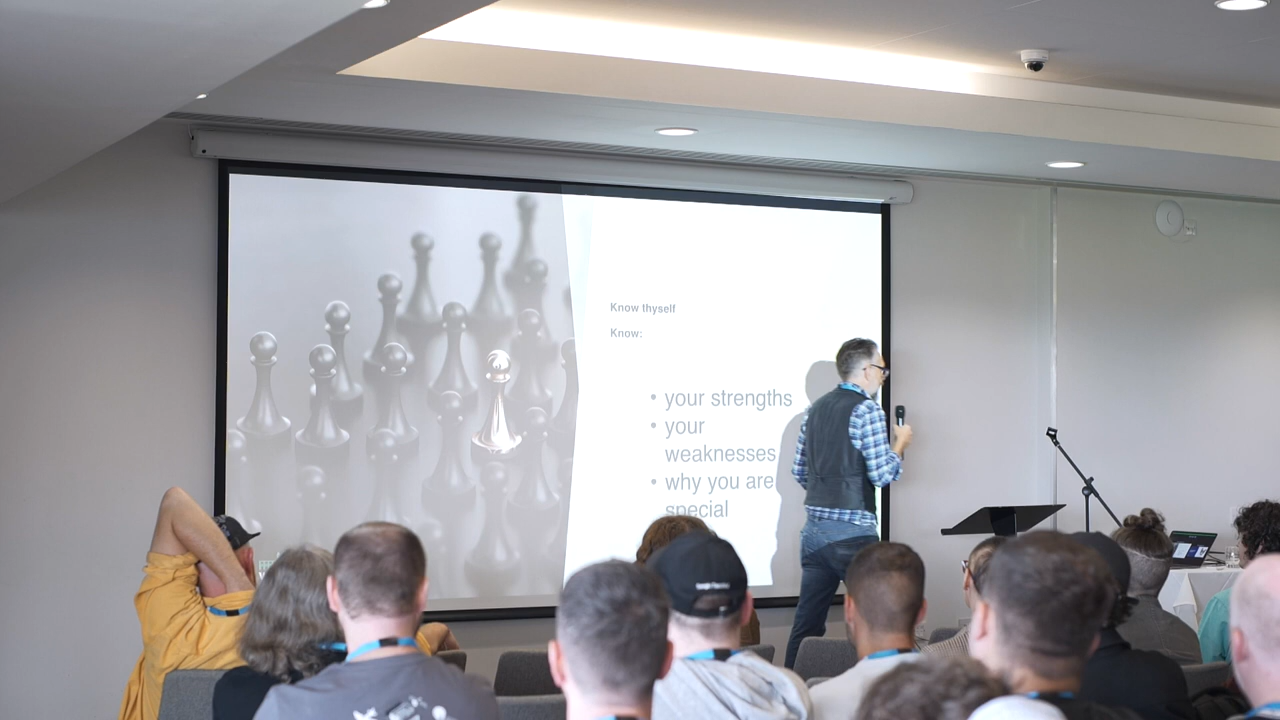 Know thyself
Know:
• your strengths
• your
weaknesses
• why you are
special